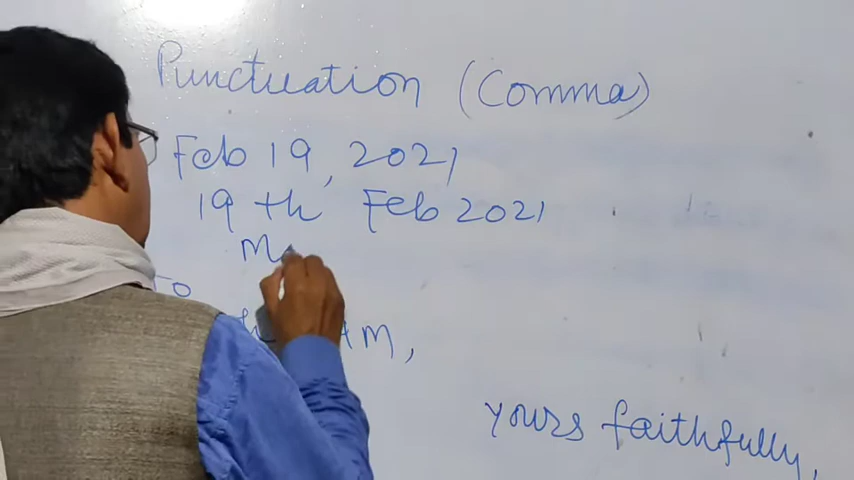 Punctuation (Comma)
Feb 19, 2021
19 th Feb 2021
To
AM,
yours faithfully,